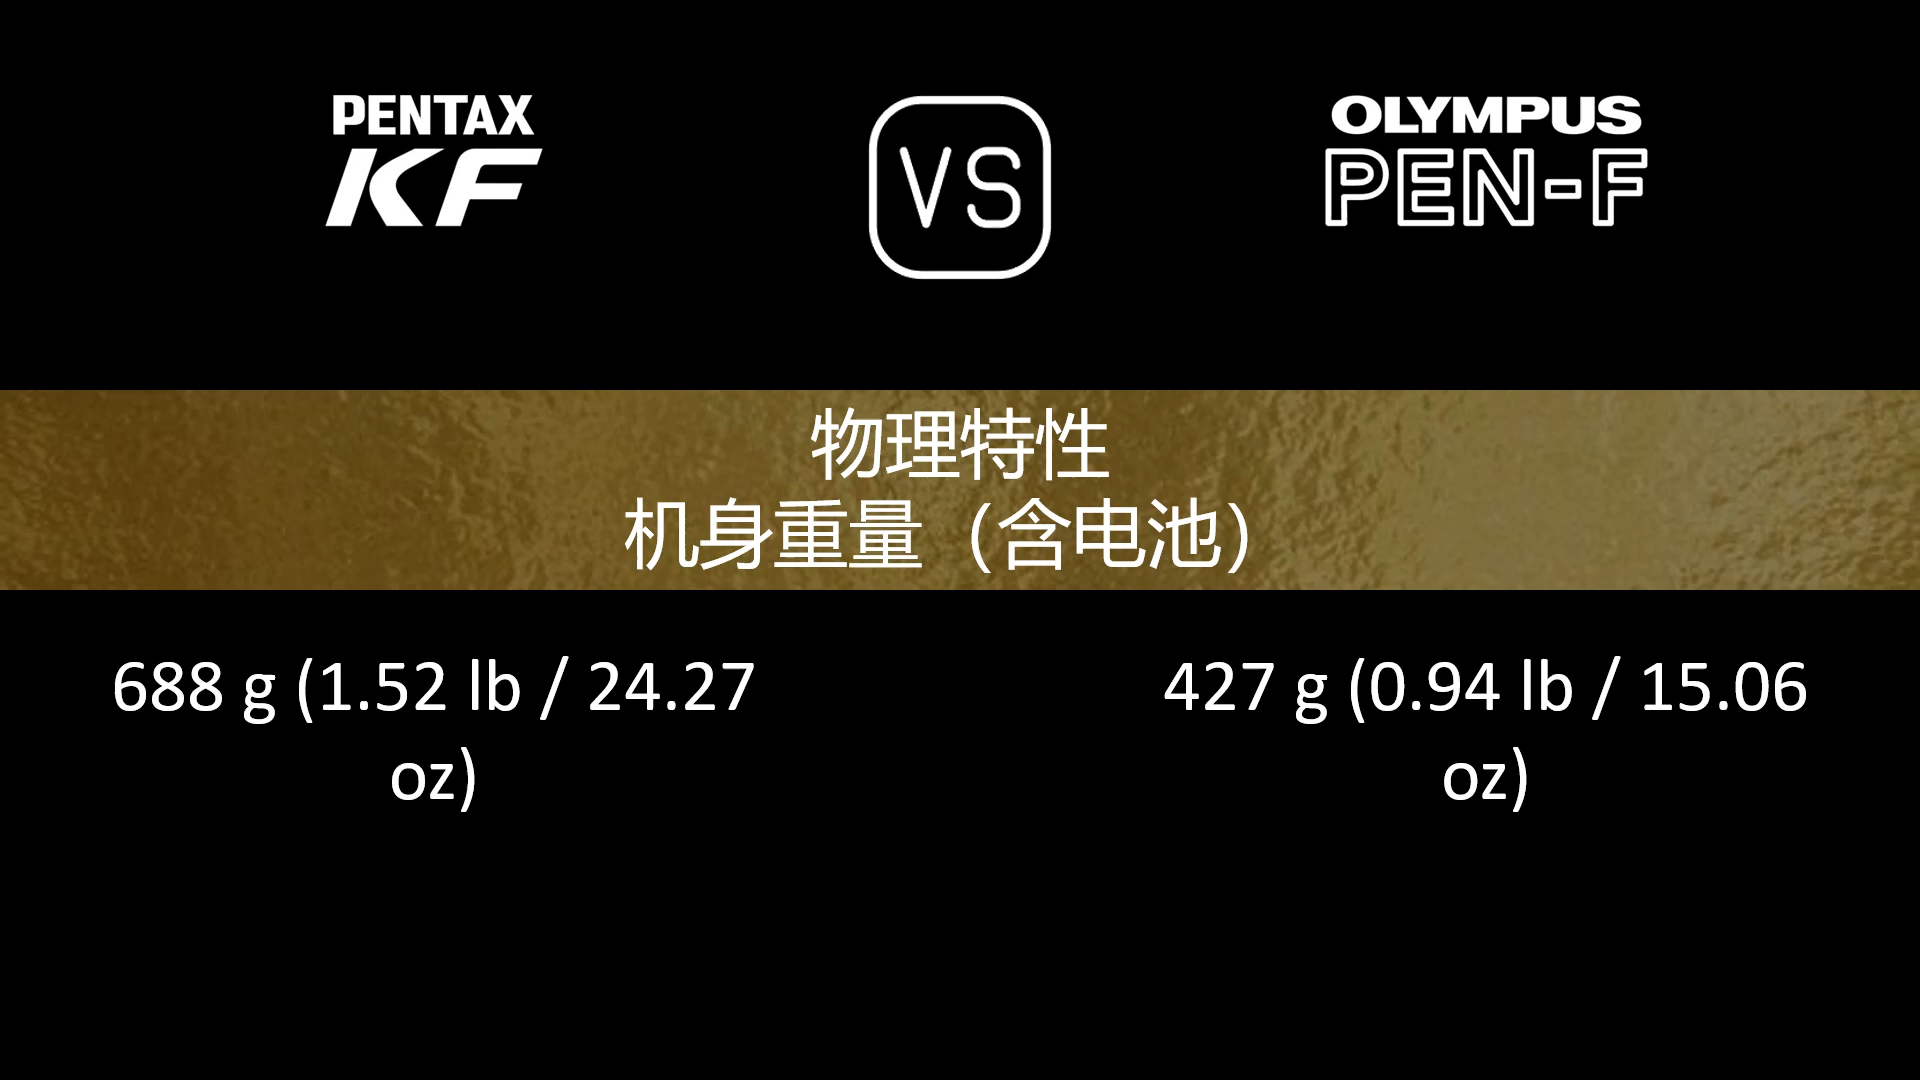 PENTAX
KF
VS
OLYMPUS
PEN-F
物理特性
机身重量（含电池）
688 g (1.52 lb / 24.27
oz)
427 g (0.94 lb / 15.06
oz)